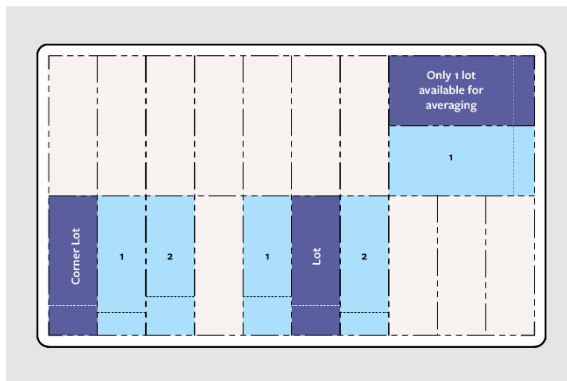 Only 1 lot
available for
averaging
1
Corner Lot
1
2
1
Lot
2